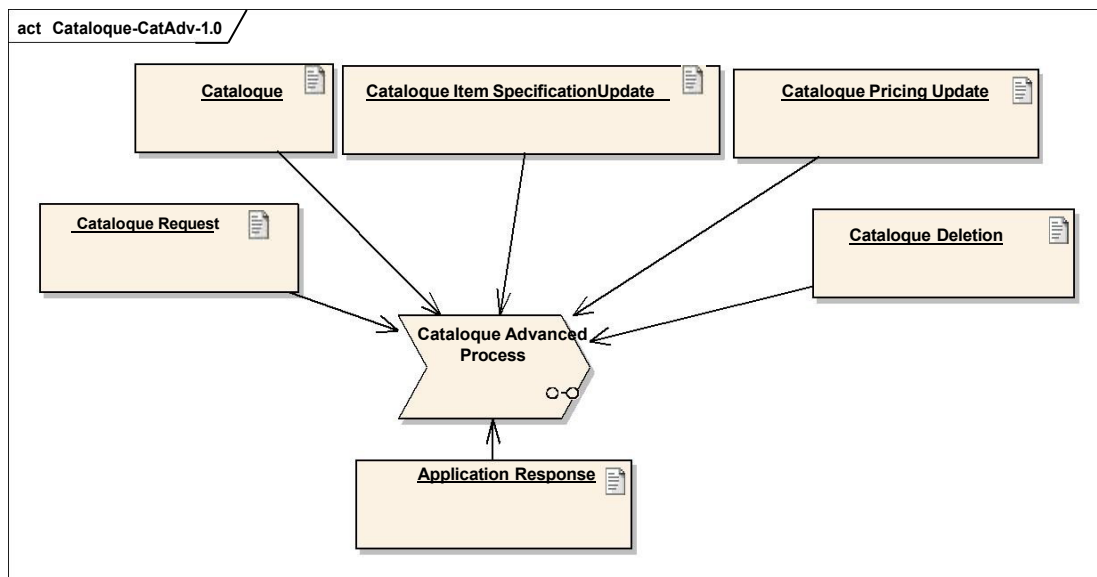 act Cataloque-CatAdv-1.0
Cataloque
Cataloque Item SpecificationUpdate
Cataloque Pricing Update
Cataloque Request
Cataloque Deletion
Cataloque Advanced
Process
Application Response